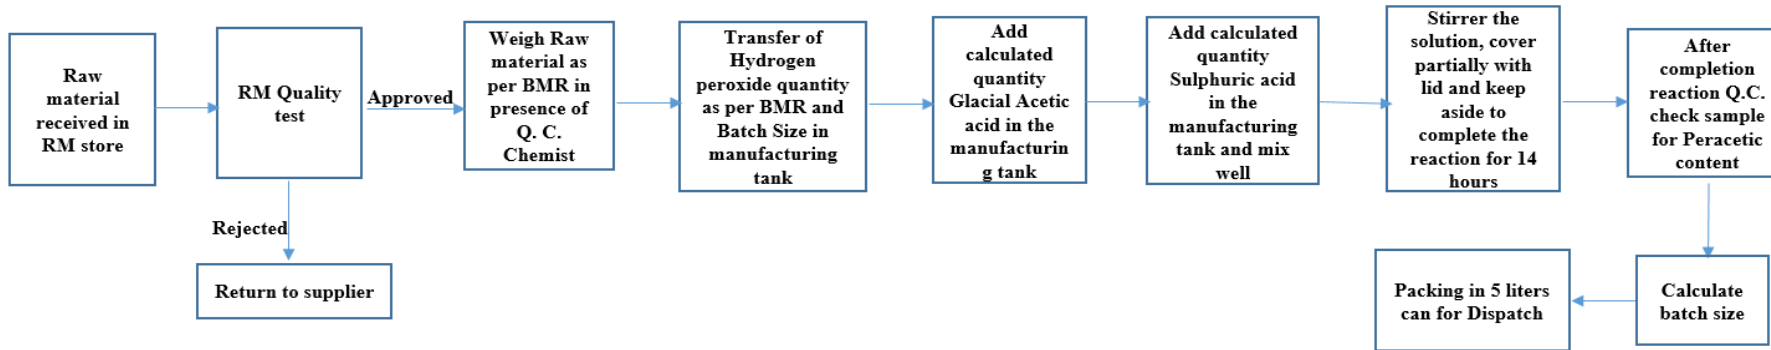 Raw
material
received in
RM store
RM Quality
test
Approved
Rejected
Return to supplier
Weigh Raw
material as
per BMR in
presence of
Q. C.
Chemist
Transfer of
Hydrogen
peroxide quantity
as per BMR and
Batch Size in
manufacturing
tank
Add
calculated
quantity
Glacial Acetic
acid in the
manufacturin
g tank
Add calculated
quantity
Sulphuric acid
in the
manufacturing
tank and mix
well
Stirrer the
solution, cover
partially with
lid and keep
aside to
complete the
reaction for 14
hours
After
completion
reaction Q.C.
check sample
for Peracetic
content
Calculate
batch size
Packing in 5 liters
can for Dispatch